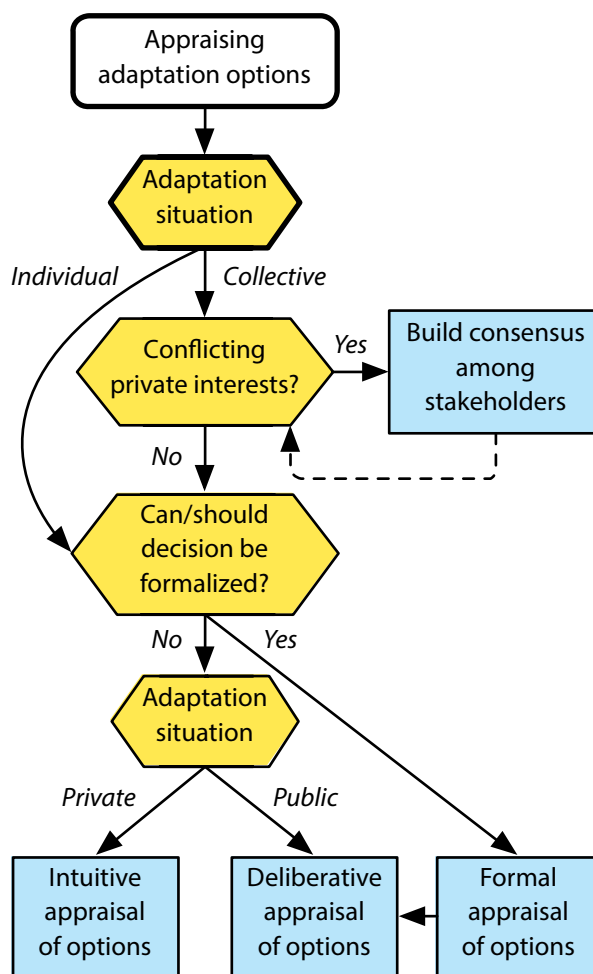 Appraising
adaptation options
Adaptation
situation
Individual
Collective
Conflicting
private interests?
Yes
Build consensus
among
stakeholders
No
Can/should
decision be
formalized?
No
Yes
Adaptation
situation
Private
Public
Intuitive
appraisal
of options
Deliberative
appraisal
of options
Formal
appraisal
of options